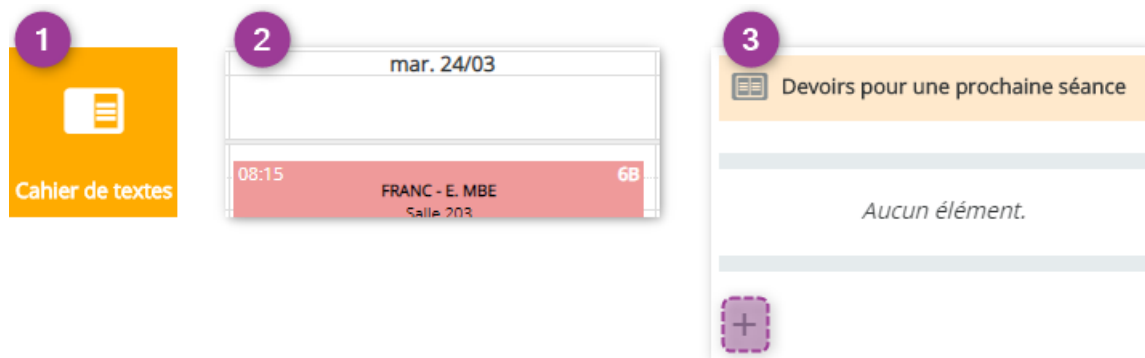 1
Cahier de textes
2
mar. 24/03
08:15
6B
FRANC - E. MBE
Salle 203
3
Devoirs pour une prochaine séance
Aucun élément.
+